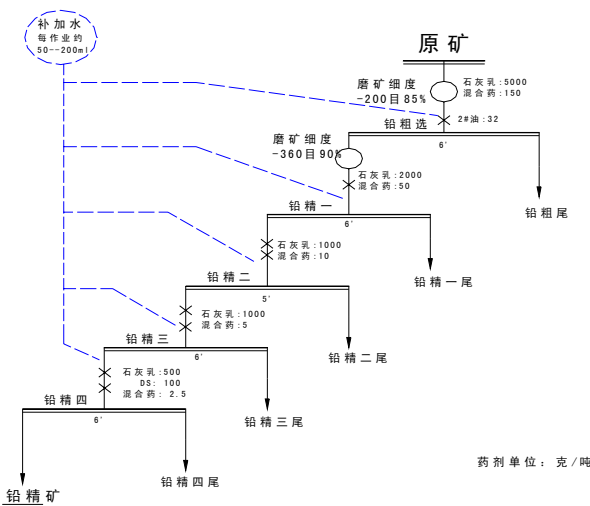 补加水
每作业约
50--200ml
原矿
磨矿细度
-200目85%
石灰乳:5000
混合药:150
2#油:32
铅粗选
6'
磨矿细度
-360目90%
石灰乳:2000
混合药:50
铅粗尾
铅精一
6'
石灰乳:1000
混合药:10
铅精一尾
铅精二
5'
石灰乳:1000
混合药:5
铅精二尾
铅精三
6'
石灰乳:500
DS: 100
混合药: 2.5
铅精三尾
铅精四
6'
铅精四尾
铅精矿
药剂单位: 克/吨